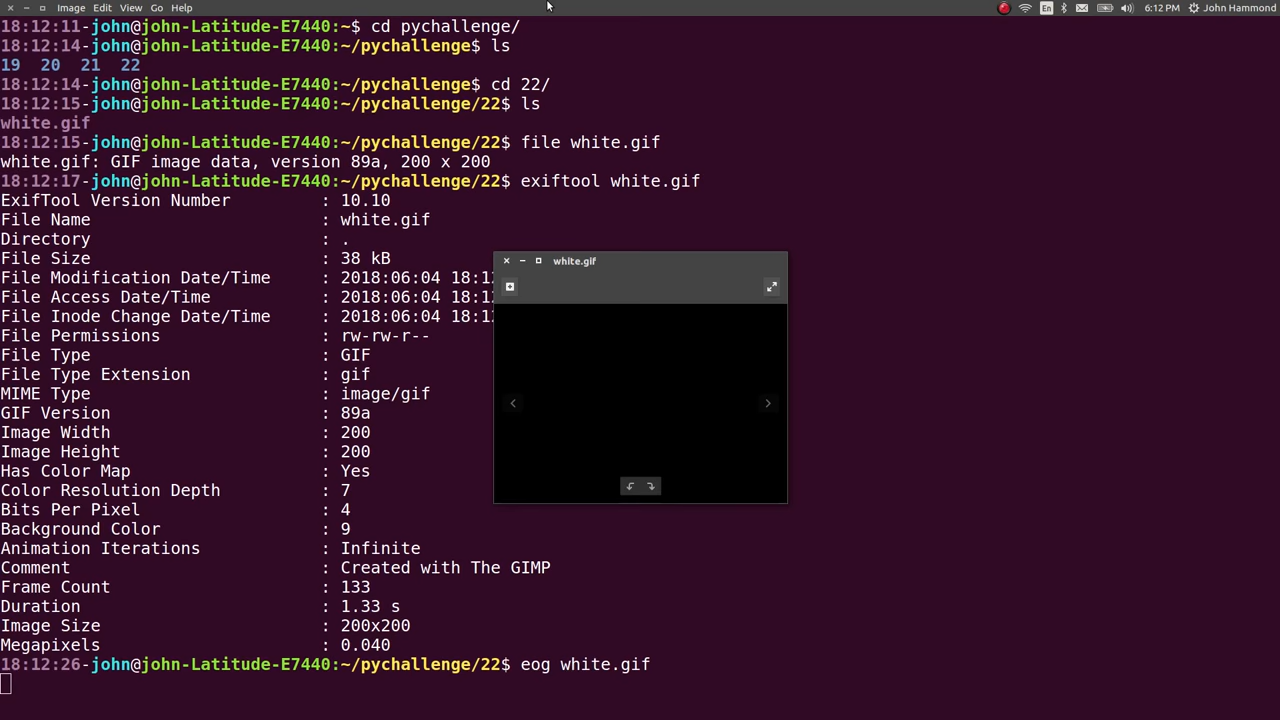 Image Edit View Go Help En 6:12 PM John Hammond
18:12:11-john@john-Latitude-E7440:~$ cd pychallenge/
18:12:14-john@john-Latitude-E7440:~/pychallenge$ ls
19 20 21 22
18:12:14-john@john-Latitude-E7440:~/pychallenge$ cd 22/
18:12:15-john@john-Latitude-E7440:~/pychallenge/22$ ls
white.gif
18:12:15-john@john-Latitude-E7440:~/pychallenge/22$ file white.gif
white.gif: GIF image data, version 89a, 200 x 200
18:12:17-john@john-Latitude-E7440:~/pychallenge/22$ exiftool white.gif
ExifTool Version Number : 10.10
File Name : white.gif
Directory : .
File Size : 38 kB
File Modification Date/Time : 2018:06:04 18:1
File Access Date/Time : 2018:06:04 18:1
File Inode Change Date/Time : 2018:06:04 18:1
File Permissions : rw-rw-r--
File Type : GIF
File Type Extension : gif
MIME Type : image/gif
GIF Version : 89a
Image Width : 200
Image Height : 200
Has Color Map : Yes
Color Resolution Depth : 7
Bits Per Pixel : 4
Background Color : 9
Animation Iterations : Infinite
Comment : Created with The GIMP
Frame Count : 133
Duration : 1.33 s
Image Size : 200x200
Megapixels : 0.040
18:12:26-john@john-Latitude-E7440:~/pychallenge/22$ eog white.gif
white.gif